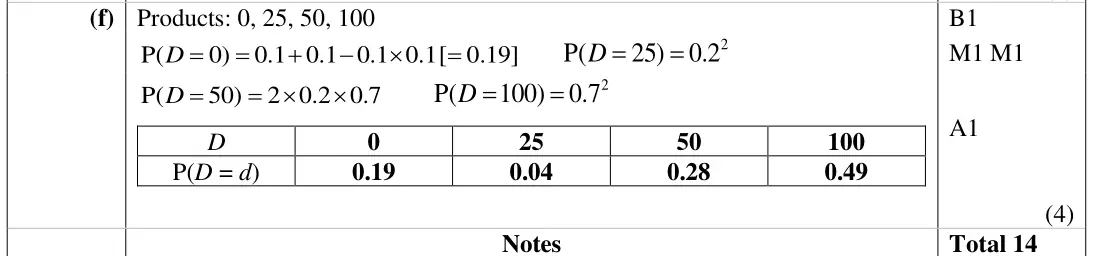 (f) Products: 0, 25, 50, 100 B1
P(D = 0) = 0.1 + 0.1 − 0.1 × 0.1 [= 0.19] P(D = 25) = 0.2² M1 M1
P(D = 50) = 2 × 0.2 × 0.7 P(D = 100) = 0.7²
A1
D 0 25 50 100
P(D = d) 0.19 0.04 0.28 0.49
(4)
Notes Total 14